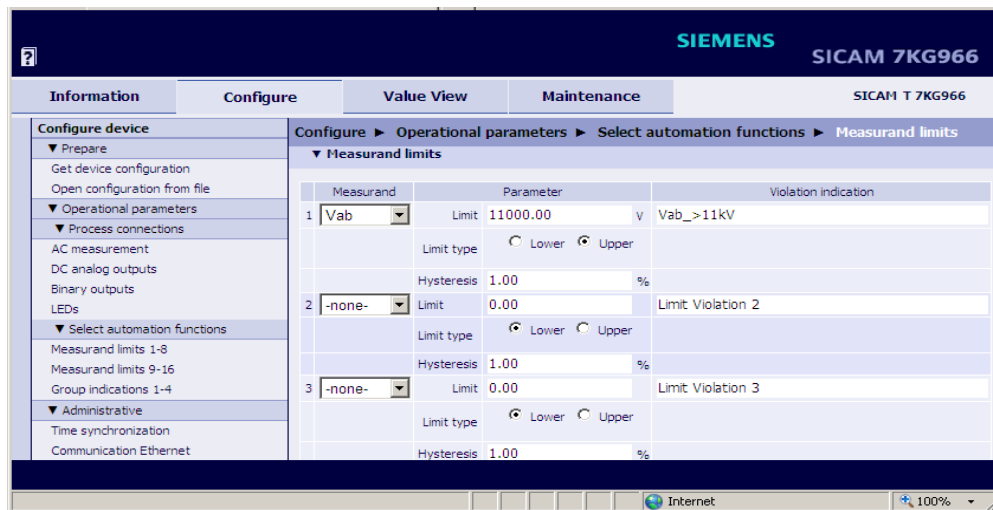 SIEMENS
?
SICAM 7KG966
Information Configure Value View Maintenance SICAM T 7KG966
Configure device
▼ Prepare
Get device configuration
Open configuration from file
▼ Operational parameters
▼ Process connections
AC measurement
DC analog outputs
Binary outputs
LEDs
▼ Select automation functions
Measurand limits 1-8
Measurand limits 9-16
Group indications 1-4
▼ Administrative
Time synchronization
Communication Ethernet
Configure ► Operational parameters ► Select automation functions ► Measurand limits
▼ Measurand limits
Measurand Parameter Violation indication
1 Vab Limit 11000.00 V Vab_>11kV
Limit type Lower Upper
Hysteresis 1.00 %
2 -none- Limit 0.00 Limit Violation 2
Limit type Lower Upper
Hysteresis 1.00 %
3 -none- Limit 0.00 Limit Violation 3
Limit type Lower Upper
Hysteresis 1.00 %
Internet 100%